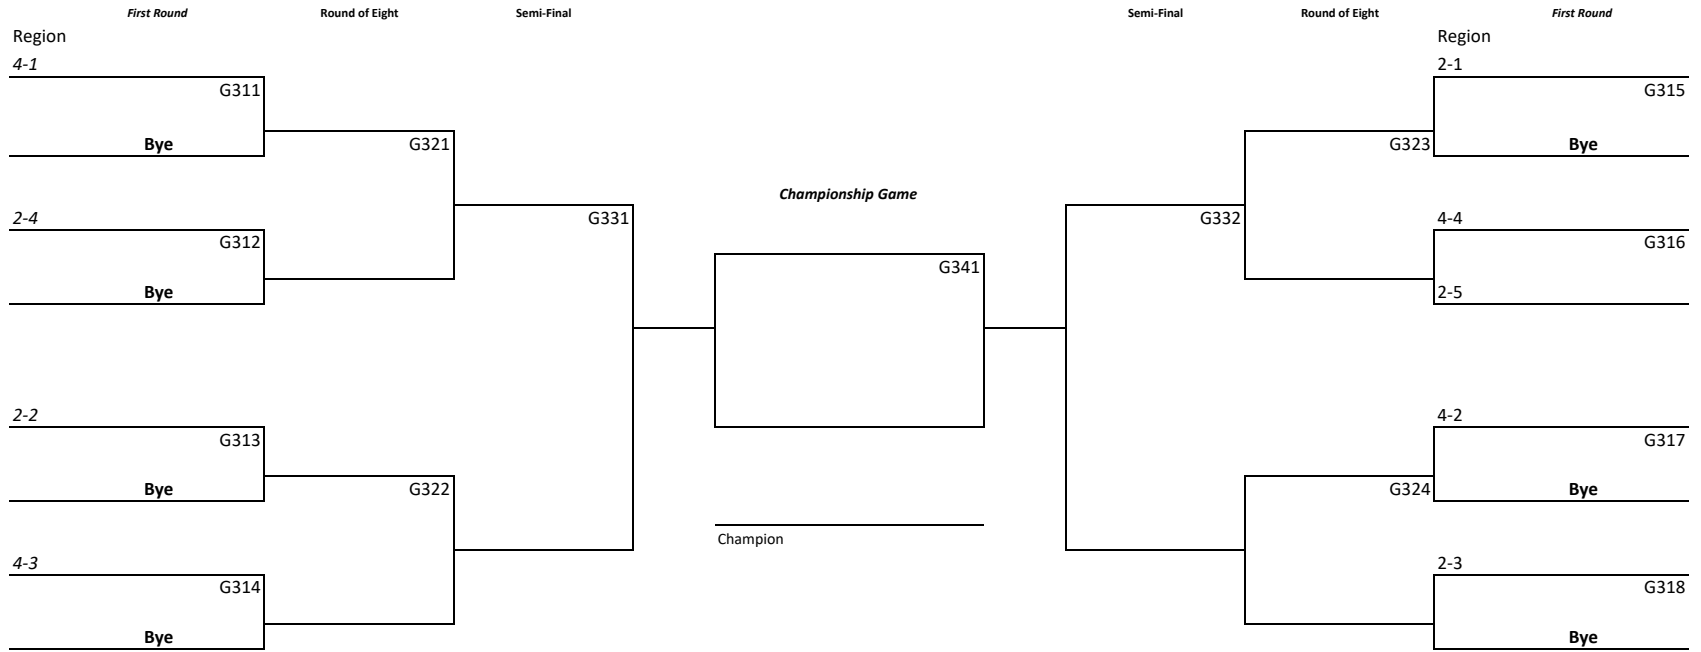 First Round Round of Eight Semi-Final Semi-Final Round of Eight First Round
Region Region
4-1 2-1
G311 G315
Bye G321 G323 Bye
Championship Game
2-4 G331 G332 4-4
G312 G316
G341
Bye 2-5
2-2 4-2
G313 G317
Bye G322 G324 Bye
Champion
4-3 2-3
G314 G318
Bye Bye